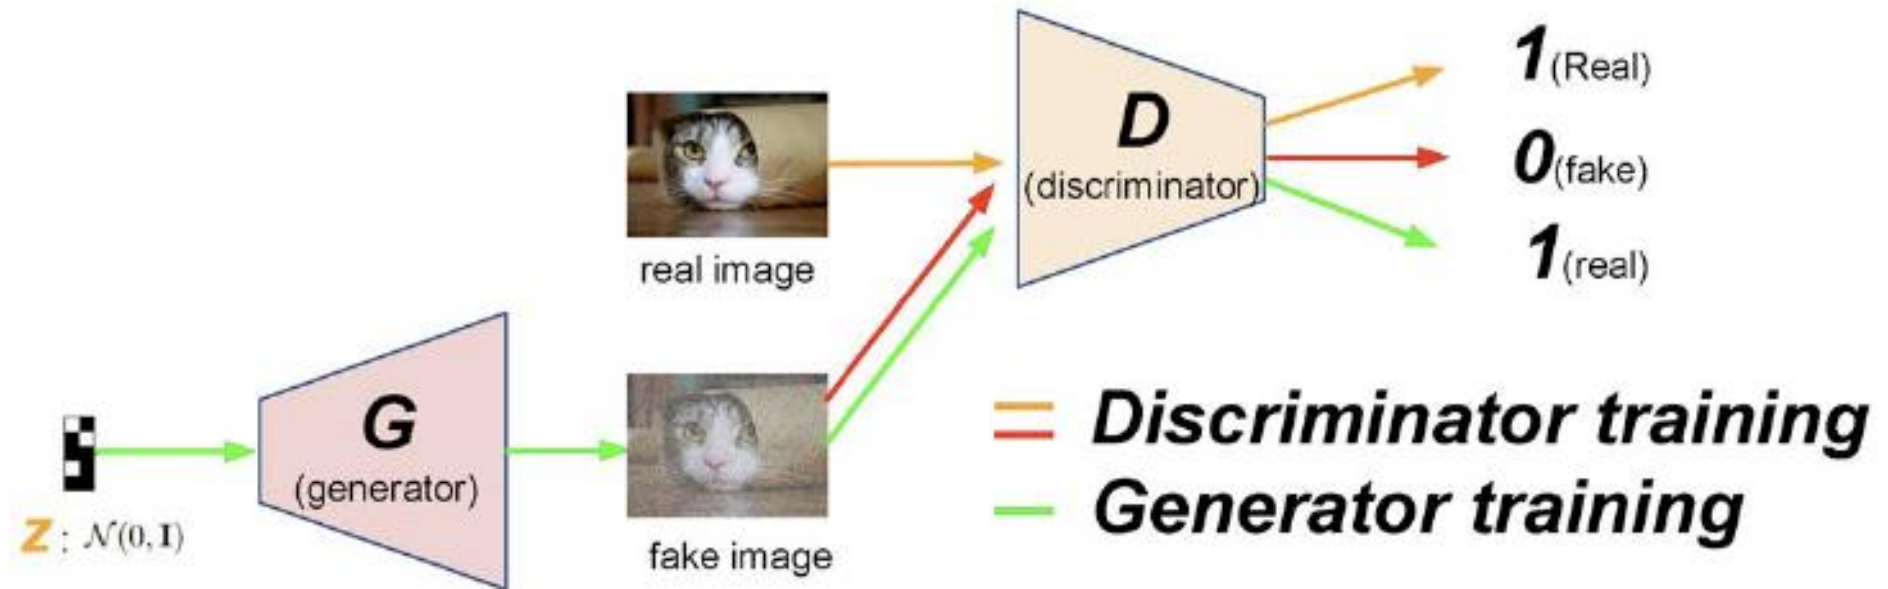 1(Real)
D
(discriminator)
0(fake)
1(real)
real image
G
(generator)
Z : 𝒩(0, I)
fake image
Discriminator training
Generator training